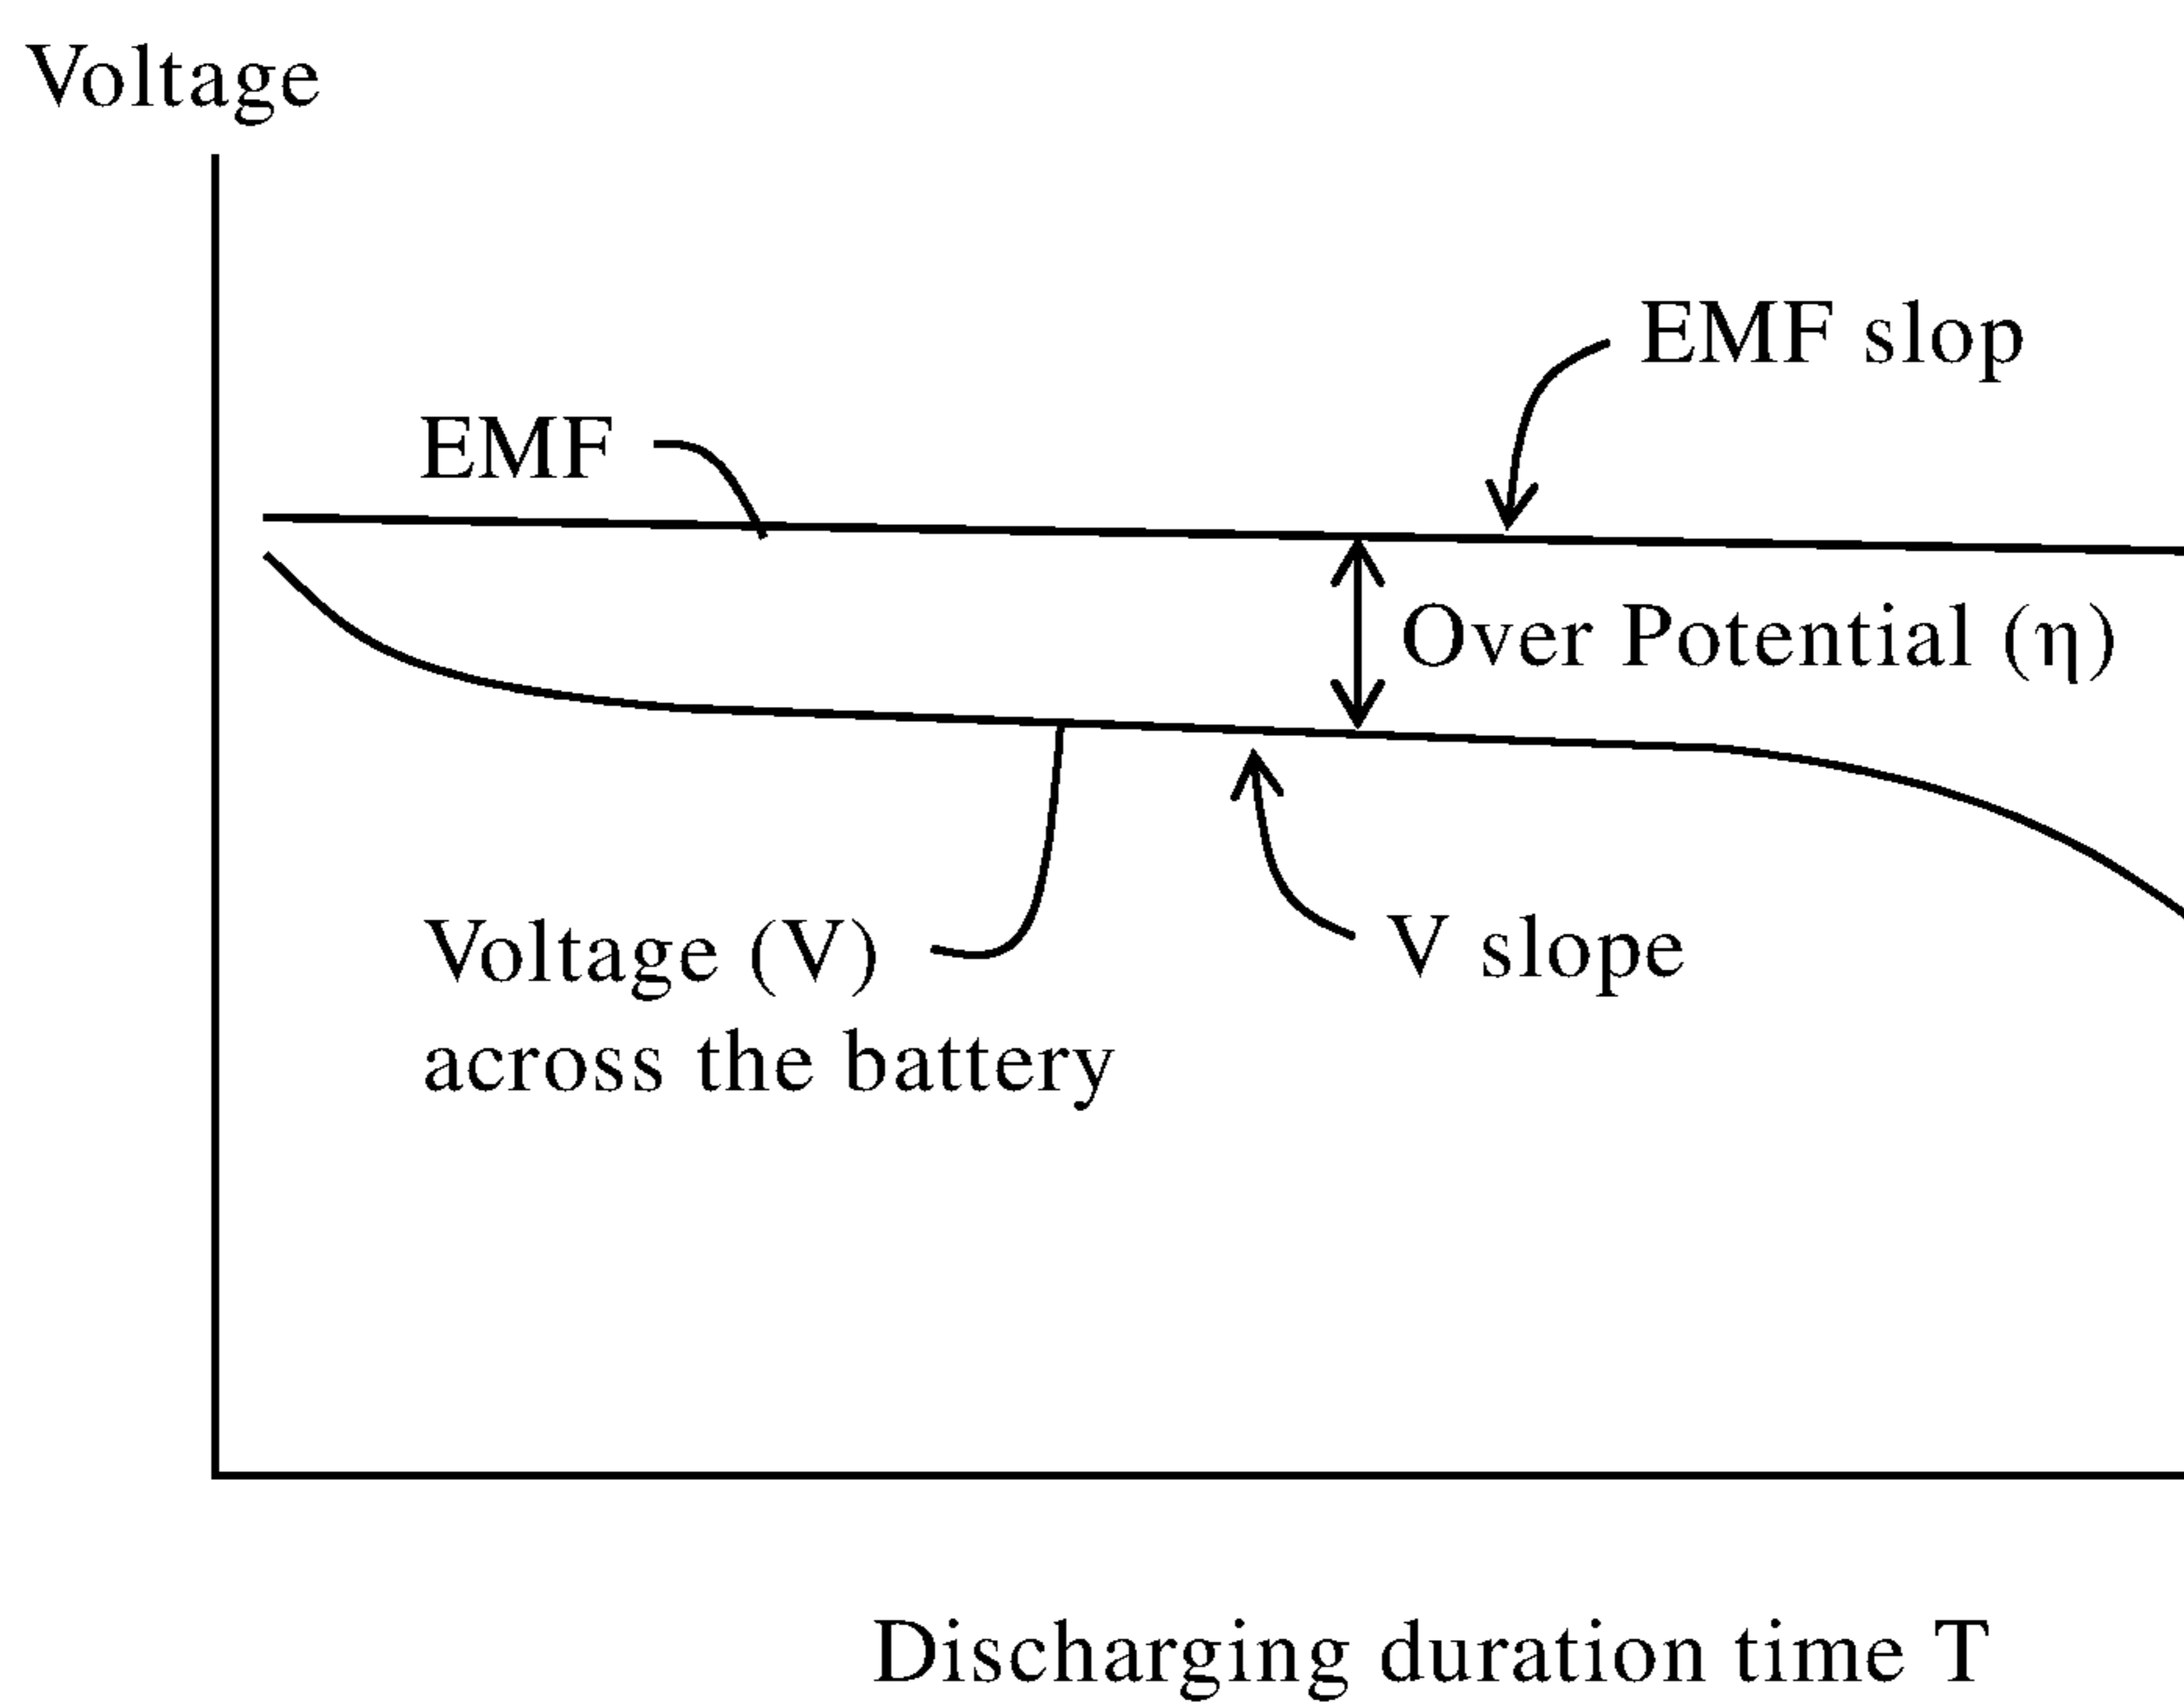 Voltage
EMF slop
EMF
Over Potential (η)
Voltage (V)
across the battery
V slope
Discharging duration time T